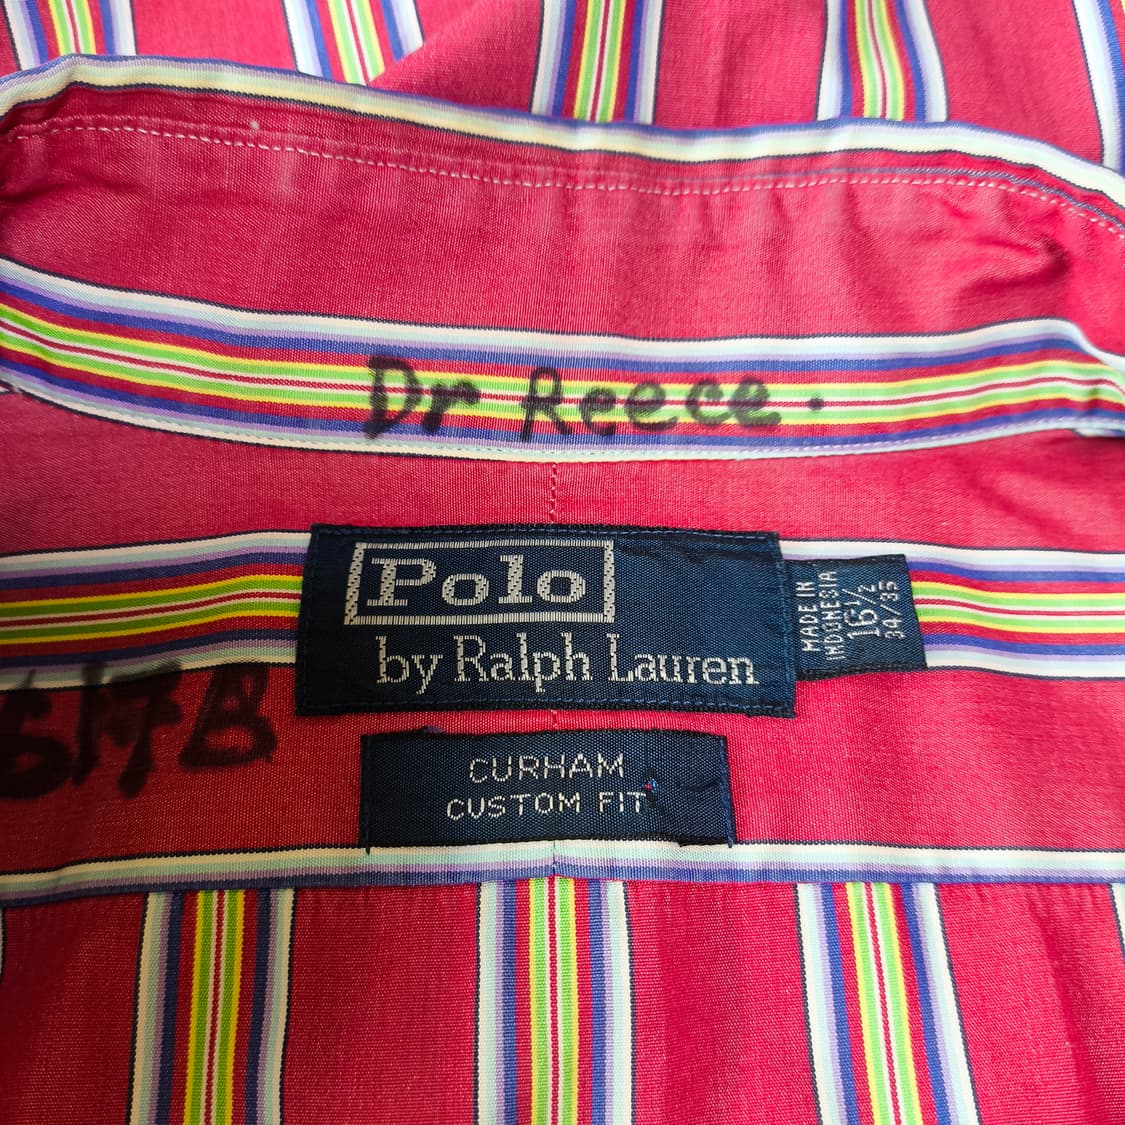 Dr Reece.
Polo
by Ralph Lauren
MADE IN
INDONESIA
16½
34/35
CURHAM
CUSTOM FIT